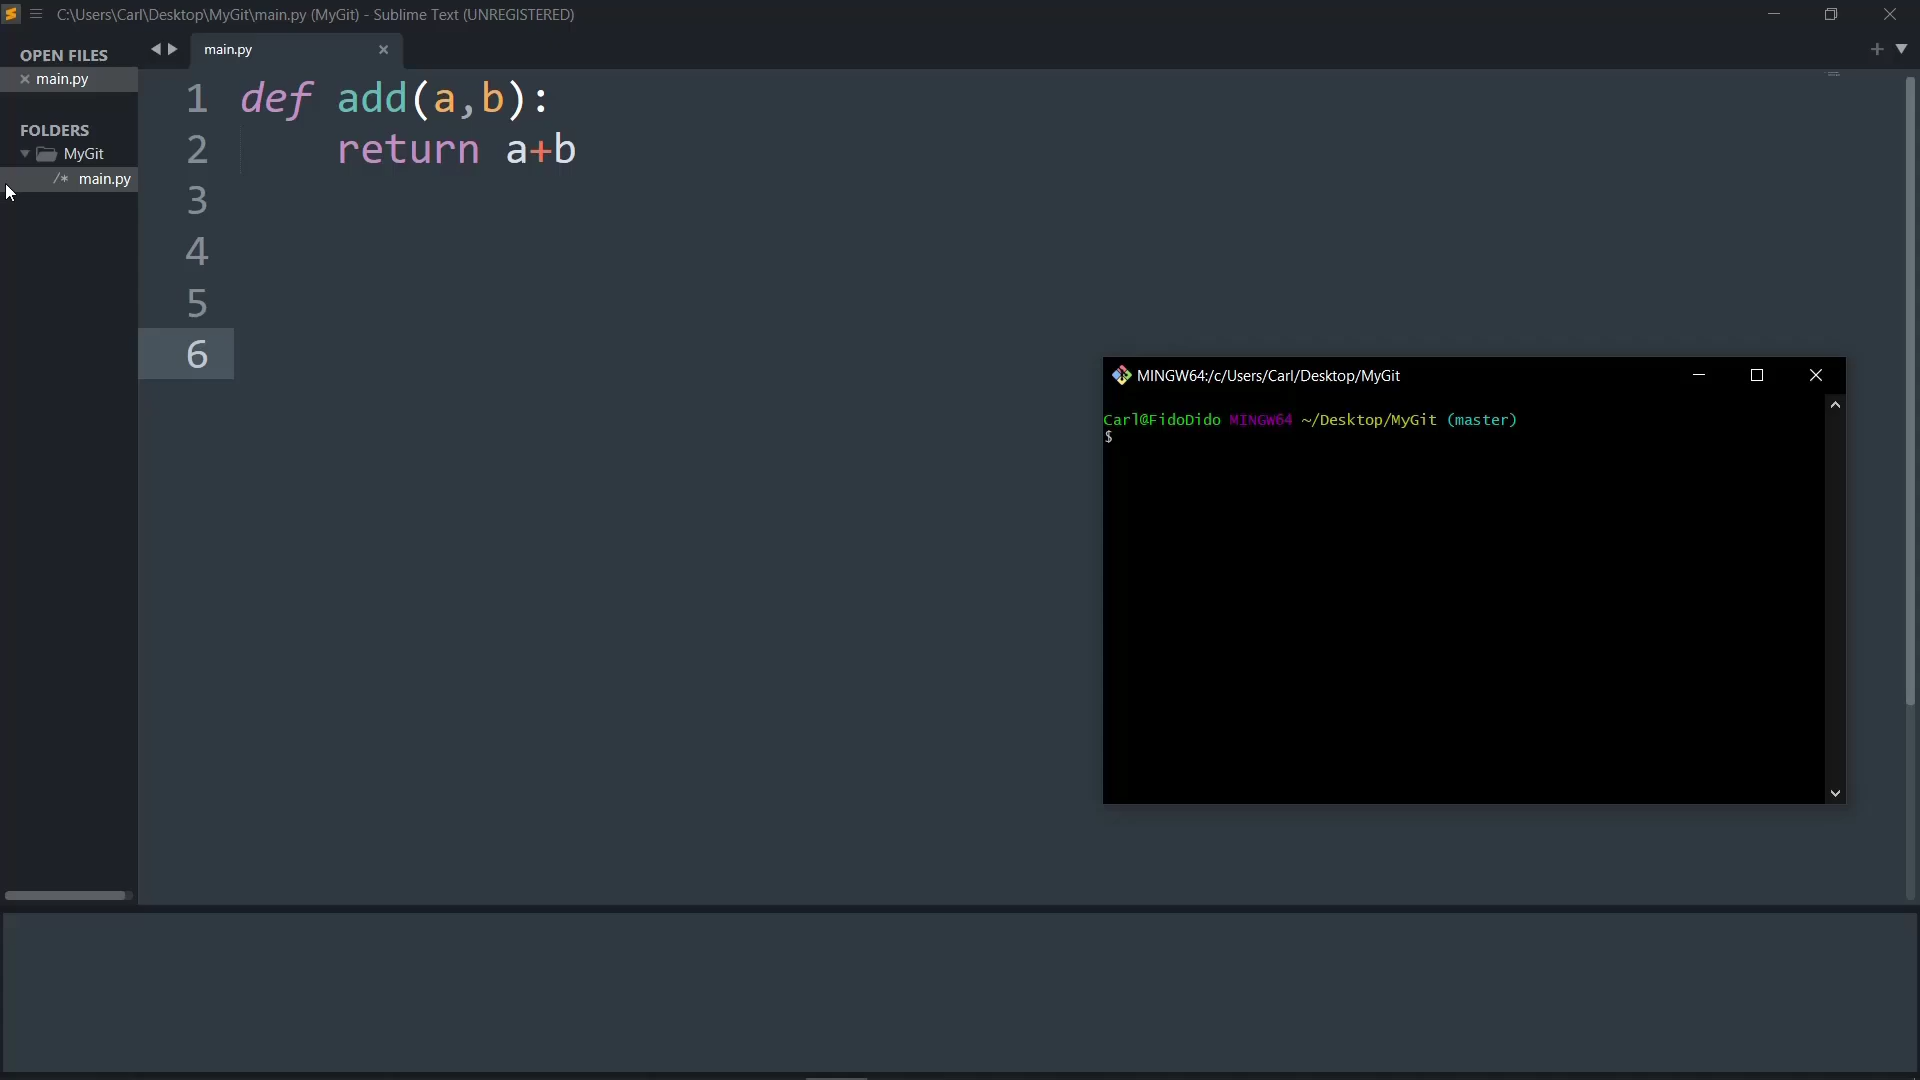 C:\Users\Carl\Desktop\MyGit\main.py (MyGit) - Sublime Text (UNREGISTERED)
OPEN FILES
main.py
FOLDERS
MyGit
/* main.py
main.py
1 def add(a,b):
2     return a+b
3
4
5
6
MINGW64:/c/Users/Carl/Desktop/MyGit
Carl@FidoDido MINGW64 ~/Desktop/MyGit (master)
$